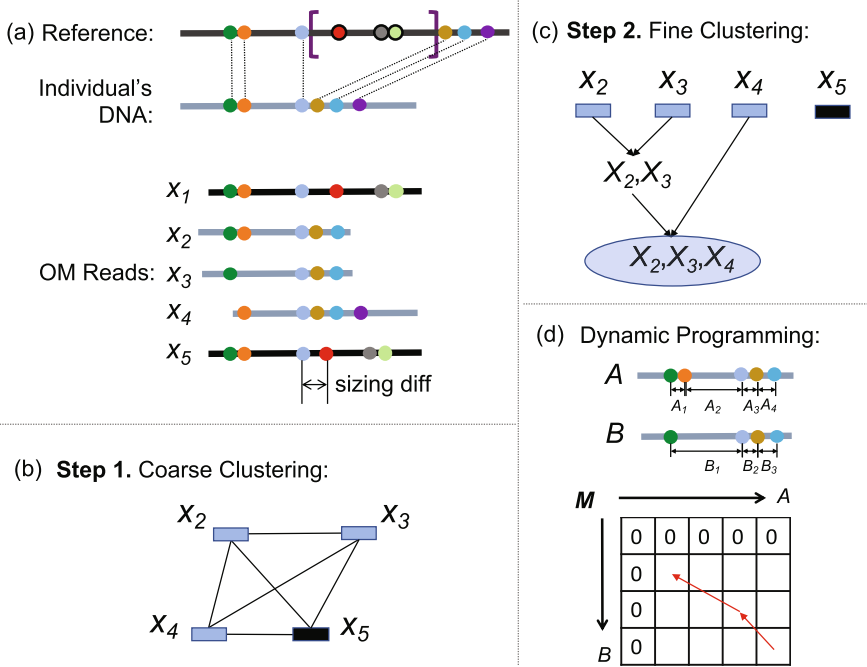 (a) Reference:
Individual's
DNA:
x1
x2
OM Reads: x3
x4
x5
sizing diff
(b) Step 1. Coarse Clustering:
x2 x3
x4 x5
(c) Step 2. Fine Clustering:
x2 x3 x4 x5
X2,X3
X2,X3,X4
(d) Dynamic Programming:
A
A1 A2 A3 A4
B
B1 B2 B3
M A
0 0 0 0 0
0
0
B 0